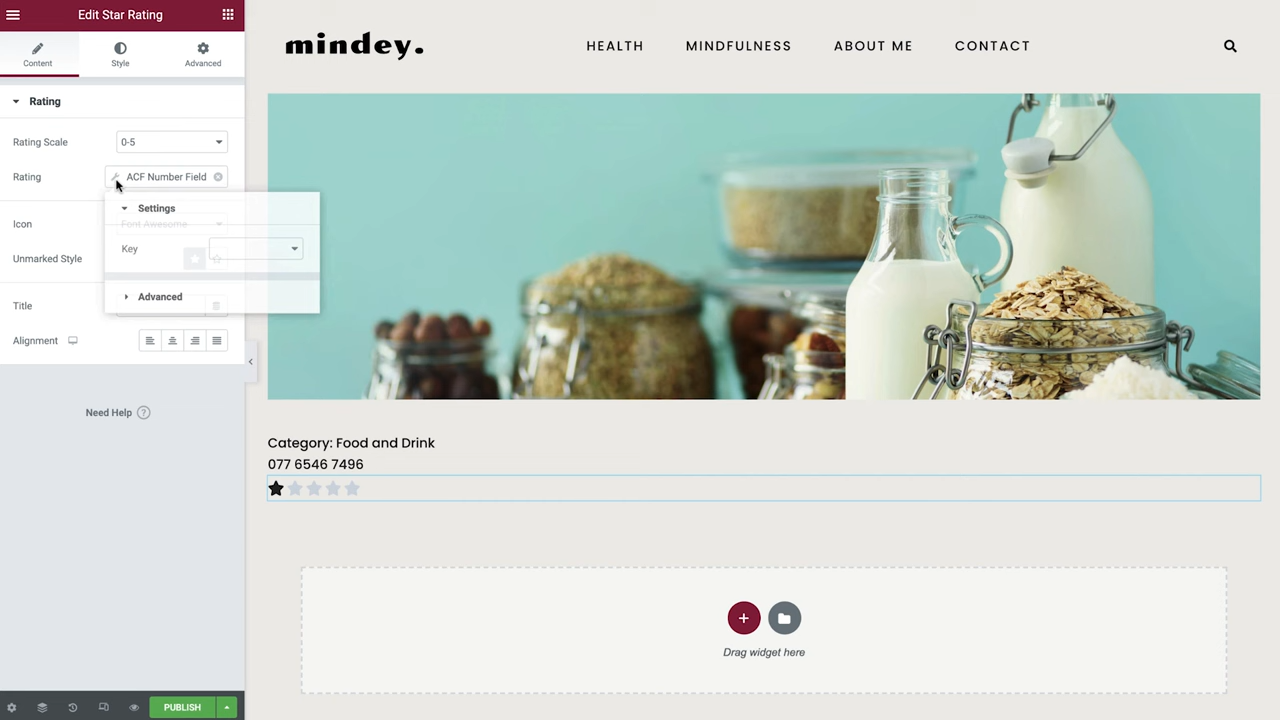 Edit Star Rating
Content
Style
Advanced
Rating
Rating Scale
0-5
Rating
ACF Number Field
Settings
Icon
Font Awesome
Key
Unmarked Style
Advanced
Title
Alignment
Need Help ?
PUBLISH
mindey.
HEALTH
MINDFULNESS
ABOUT ME
CONTACT
Category: Food and Drink
077 6546 7496
Drag widget here